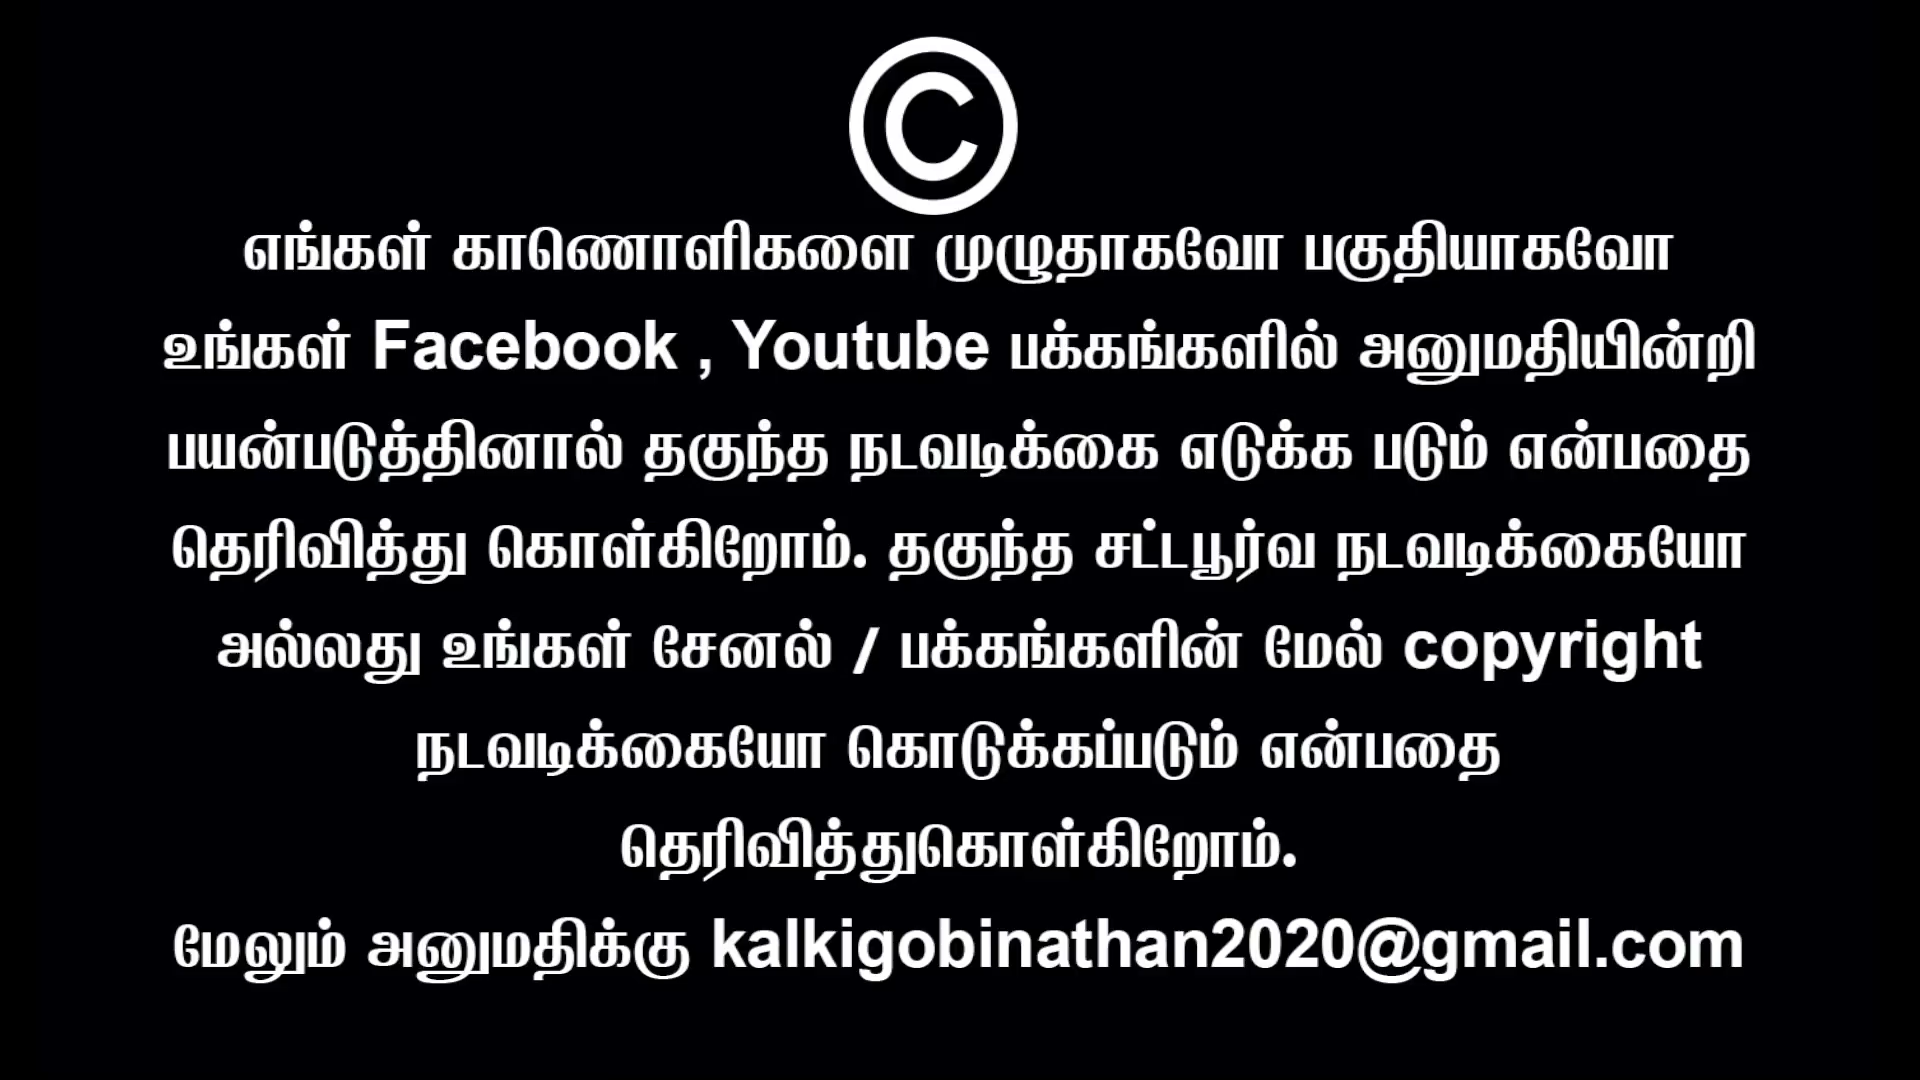 ©
எங்கள் காணொளிகளை முழுதாகவோ பகுதியாகவோ
உங்கள் Facebook , Youtube பக்கங்களில் அனுமதியின்றி
பயன்படுத்தினால் தகுந்த நடவடிக்கை எடுக்க படும் என்பதை
தெரிவித்து கொள்கிறோம். தகுந்த சட்டபூர்வ நடவடிக்கையோ
அல்லது உங்கள் சேனல் / பக்கங்களின் மேல் copyright
நடவடிக்கையோ கொடுக்கப்படும் என்பதை
தெரிவித்துகொள்கிறோம்.
மேலும் அனுமதிக்கு kalkigobinathan2020@gmail.com